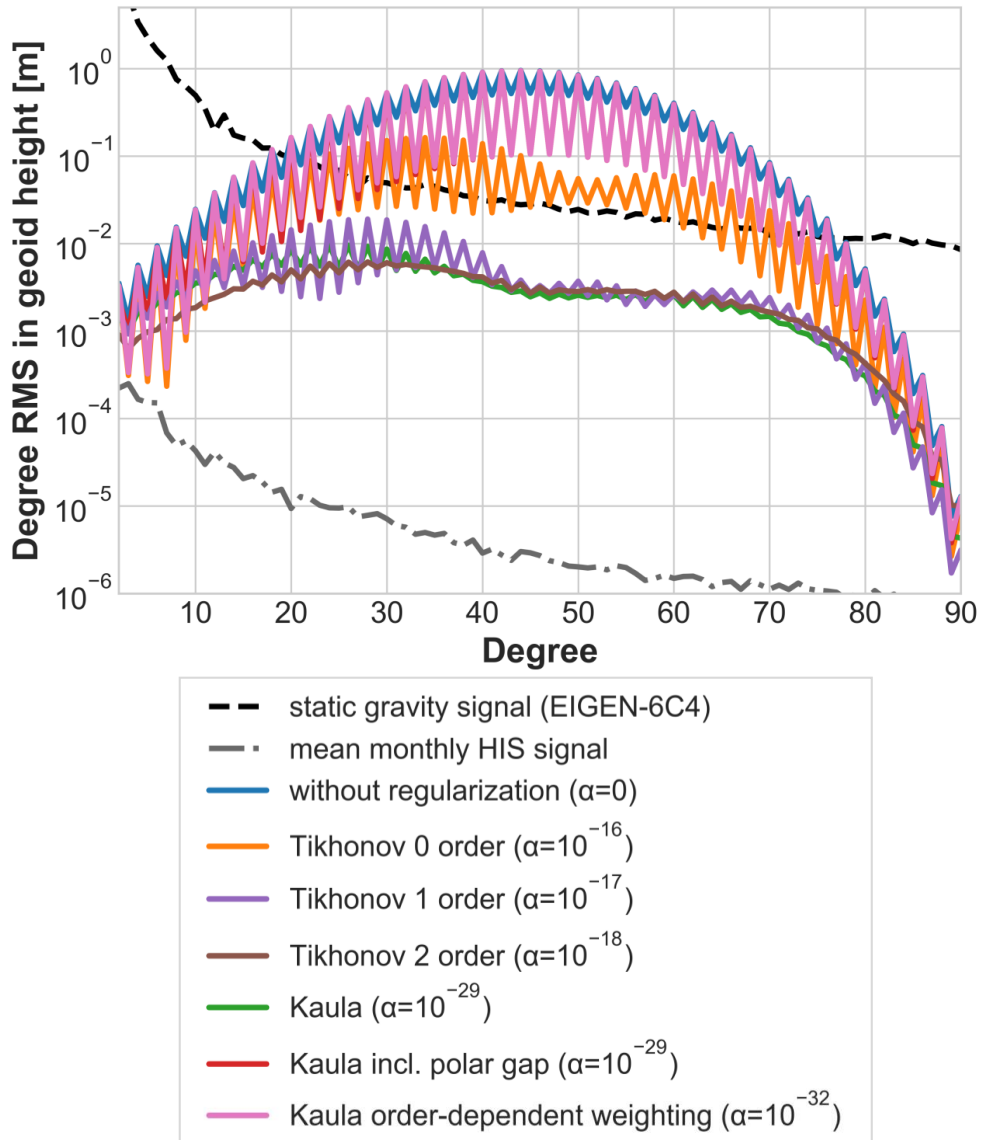 Degree RMS in geoid height [m]
10⁰
10⁻¹
10⁻²
10⁻³
10⁻⁴
10⁻⁵
10⁻⁶
10 20 30 40 50 60 70 80 90
Degree
static gravity signal (EIGEN-6C4)
mean monthly HIS signal
without regularization (α=0)
Tikhonov 0 order (α=10⁻¹⁶)
Tikhonov 1 order (α=10⁻¹⁷)
Tikhonov 2 order (α=10⁻¹⁸)
Kaula (α=10⁻²⁹)
Kaula incl. polar gap (α=10⁻²⁹)
Kaula order-dependent weighting (α=10⁻³²)